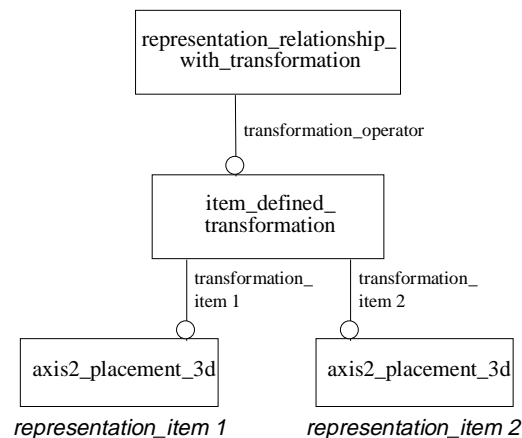 representation_relationship_
with_transformation
transformation_operator
item_defined_
transformation
transformation_
item 1
transformation_
item 2
axis2_placement_3d
axis2_placement_3d
representation_item 1
representation_item 2